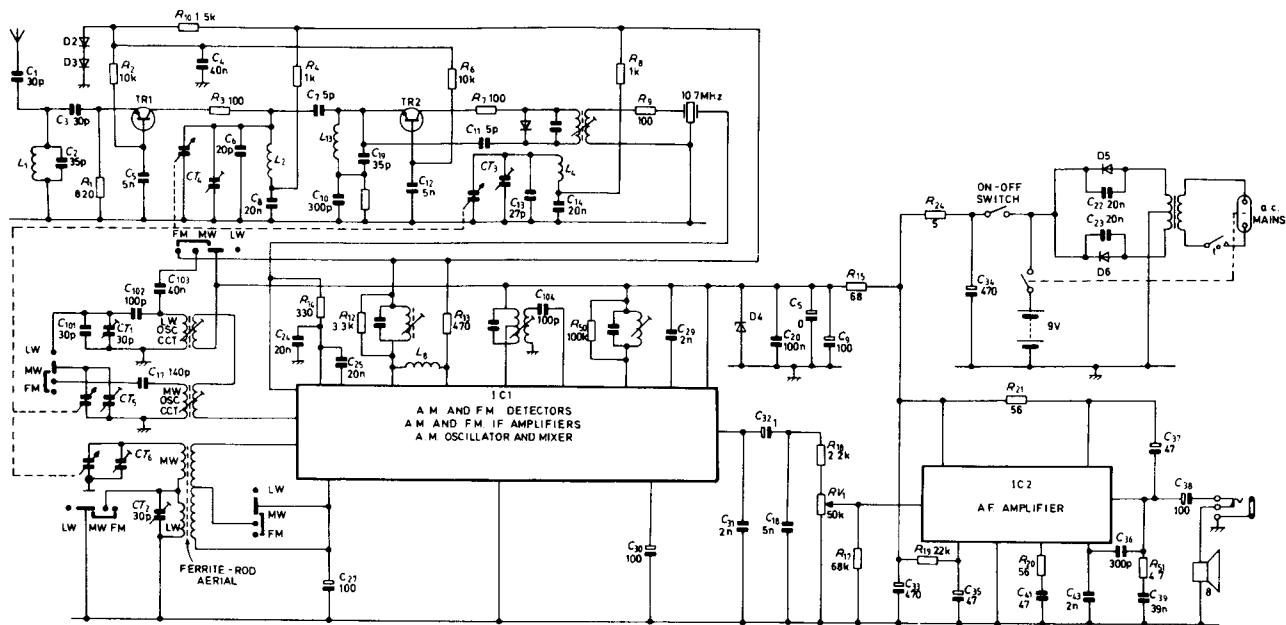 R10 1·5k
D2
D3
C1
30p
R2
10k
C4
40n
R4
1k
R6
10k
R8
1k
TR1
R3 100
C7 5p
TR2
R7 100
R9
100
10·7MHz
C3 30p
C11 5p
L1
C2
35p
R1
820
C5
5n
CT4
C6
20p
L2
C8
20n
L13
C19
35p
C10
300p
C12
5n
CT3
C13
27p
L4
C14
20n
FM MW LW
C103
40n
C102
100p
C101
30p
CT1
30p
LW
OSC
CCT
LW
MW
FM
C17 140p
CT5
MW
OSC
CCT
CT6
MW
CT2
30p
LW
LW MW FM
FERRITE-ROD
AERIAL
LW
MW
FM
C27
100
R14
330
C24
20n
C25
20n
R12
3·3k
R13
470
L8
C104
100p
R50
100k
C29
2n
D4
C20
100n
C5
0
C9
100
R15
68
IC1
A.M. AND FM. DETECTORS
A.M. AND FM. IF AMPLIFIERS
A.M. OSCILLATOR AND MIXER
C30
100
C32 1
C31
2n
C18
5n
R18
2·2k
RV1
50k
R17
68k
R24
5
C34
470
ON-OFF
SWITCH
D5
C22 20n
C23 20n
D6
a.c.
MAINS
9V
R21
56
C37
47
IC2
A.F. AMPLIFIER
C38
100
R19 22k
C33
470
C35
47
R20
56
C41
47
C43
2n
C36
300p
R51
4·7
C39
39n
8